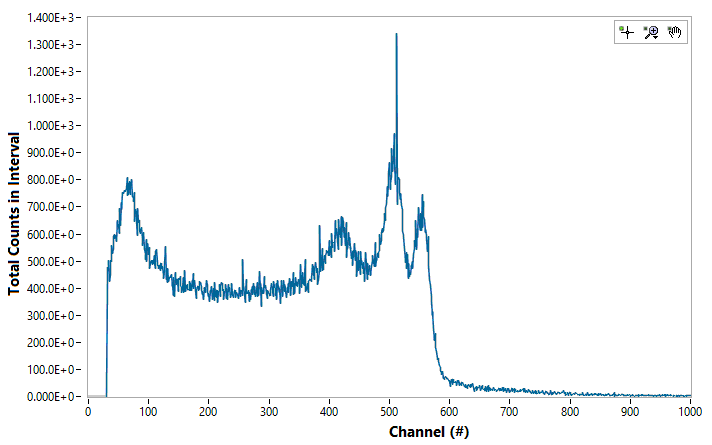 1.400E+3
1.200E+3
1.200E+3
1.100E+3
1.000E+3
900.0E+0
800.0E+0
700.0E+0
600.0E+0
500.0E+0
400.0E+0
300.0E+0
200.0E+0
100.0E+0
0.000E+0
Total Counts in Interval
0 100 200 300 400 500 600 700 800 900 1000
Channel (#)